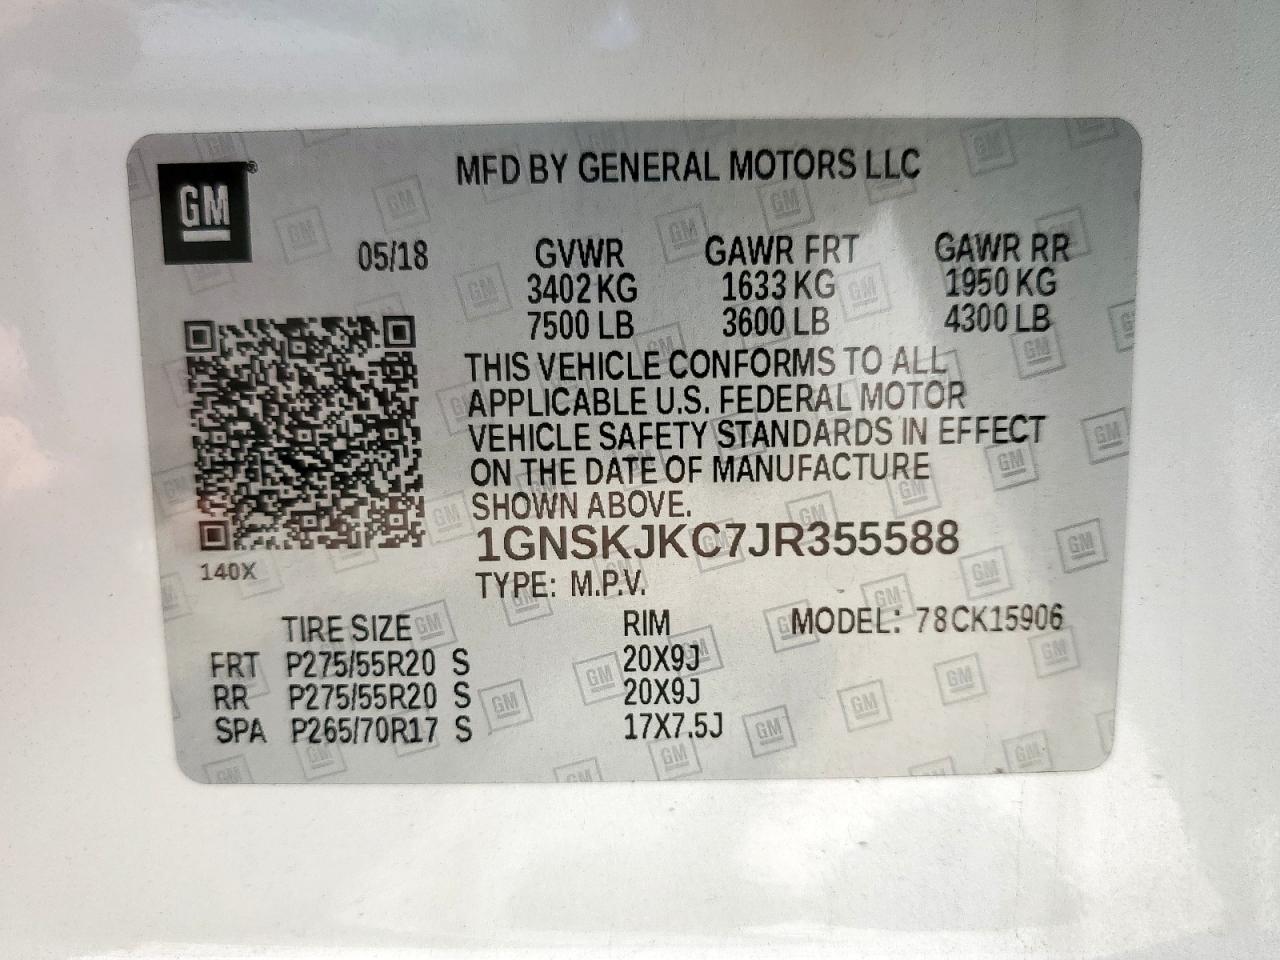 GM®
MFD BY GENERAL MOTORS LLC
05/18 GVWR GAWR FRT GAWR RR
3402 KG 1633 KG 1950 KG
7500 LB 3600 LB 4300 LB
THIS VEHICLE CONFORMS TO ALL
APPLICABLE U.S. FEDERAL MOTOR
VEHICLE SAFETY STANDARDS IN EFFECT
ON THE DATE OF MANUFACTURE
SHOWN ABOVE.
1GNSKJKC7JR355588
140X
TYPE: M.P.V.
TIRE SIZE RIM MODEL: 78CK15906
FRT P275/55R20 S 20X9J
RR P275/55R20 S 20X9J
SPA P265/70R17 S 17X7.5J